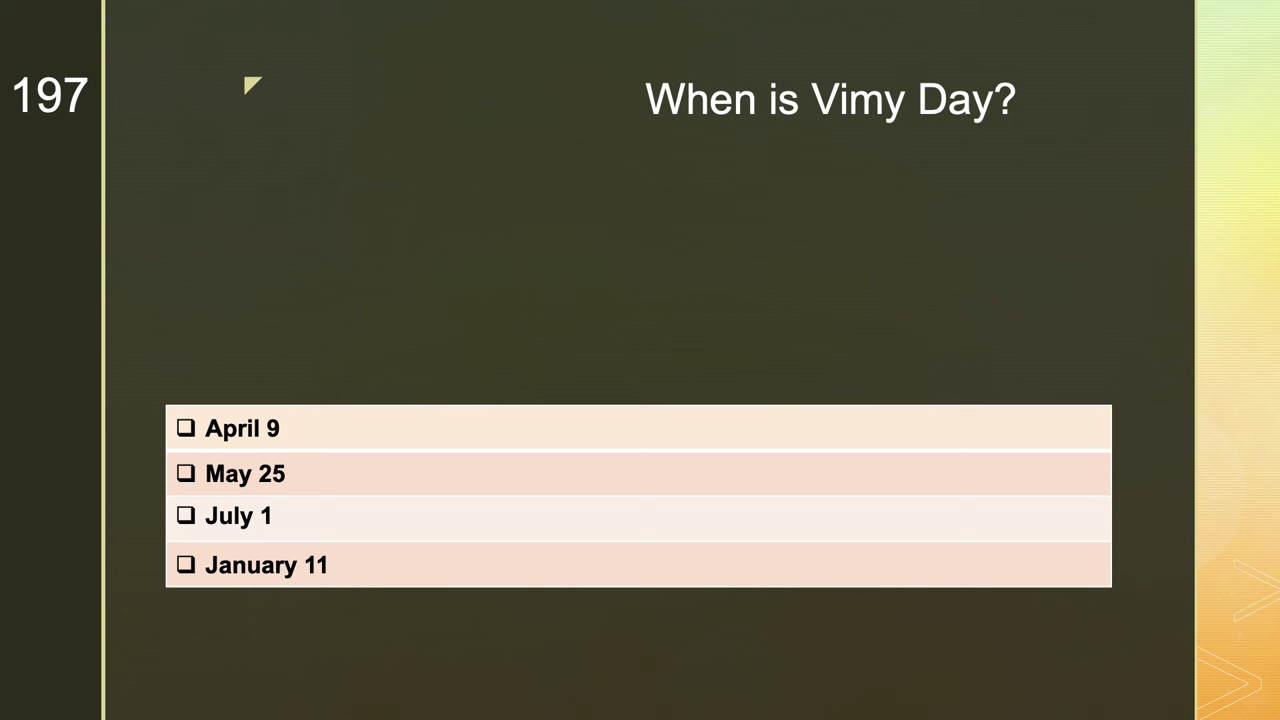 197
When is Vimy Day?
❑ April 9
❑ May 25
❑ July 1
❑ January 11